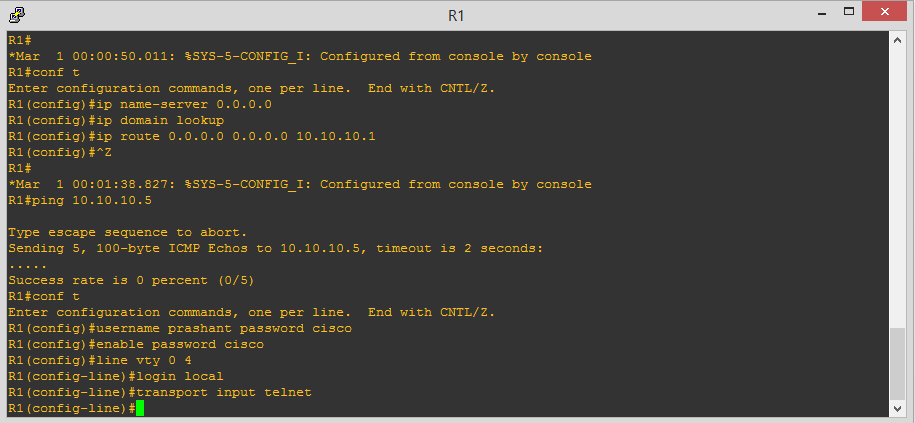 R1
R1#
*Mar  1 00:00:50.011: %SYS-5-CONFIG_I: Configured from console by console
R1#conf t
Enter configuration commands, one per line.  End with CNTL/Z.
R1(config)#ip name-server 0.0.0.0
R1(config)#ip domain lookup
R1(config)#ip route 0.0.0.0 0.0.0.0 10.10.10.1
R1(config)#^Z
R1#
*Mar  1 00:01:38.827: %SYS-5-CONFIG_I: Configured from console by console
R1#ping 10.10.10.5

Type escape sequence to abort.
Sending 5, 100-byte ICMP Echos to 10.10.10.5, timeout is 2 seconds:
.....
Success rate is 0 percent (0/5)
R1#conf t
Enter configuration commands, one per line.  End with CNTL/Z.
R1(config)#username prashant password cisco
R1(config)#enable password cisco
R1(config)#line vty 0 4
R1(config-line)#login local
R1(config-line)#transport input telnet
R1(config-line)#